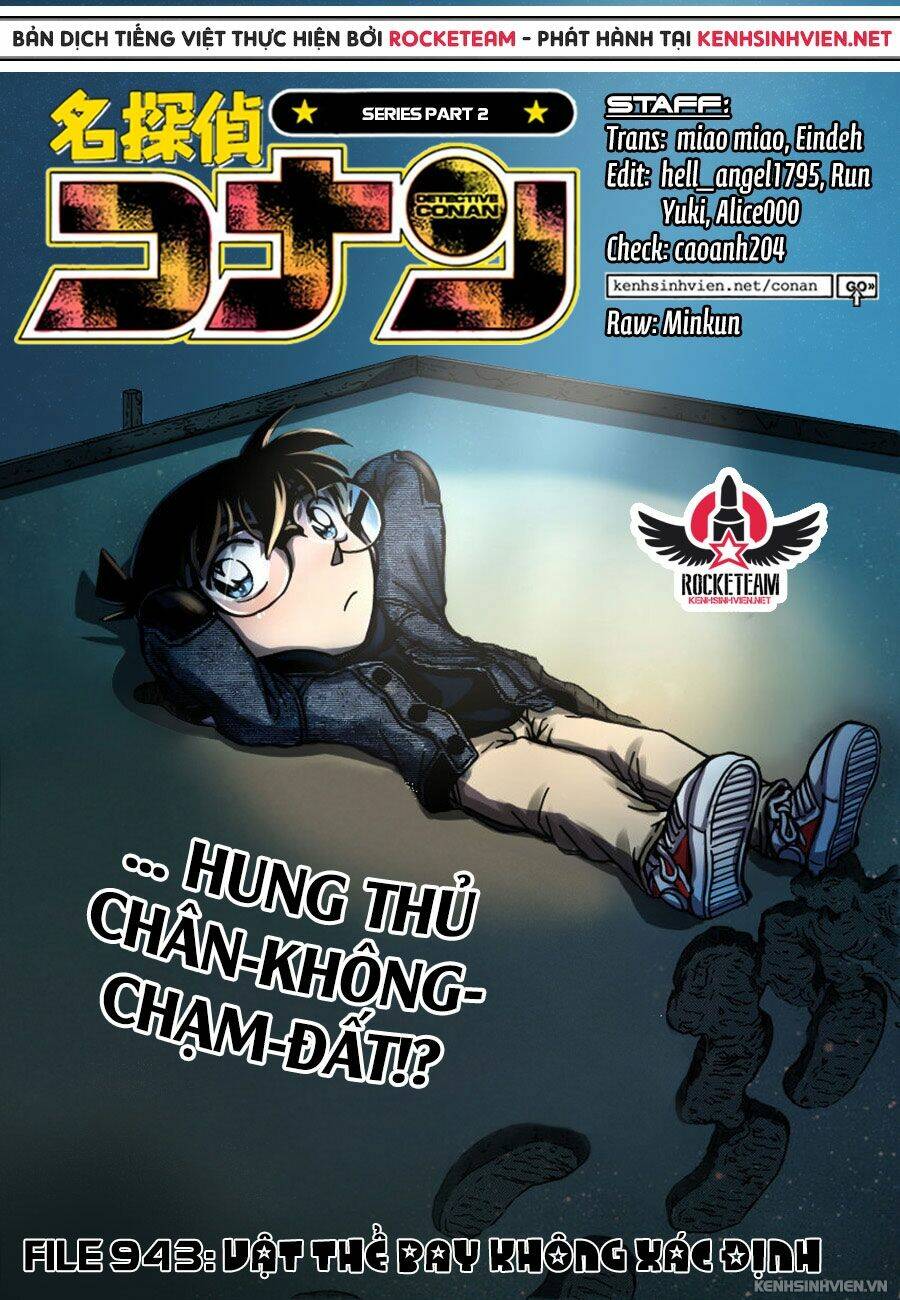 BẢN DỊCH TIẾNG VIỆT THỰC HIỆN BỞI ROCKETEAM - PHÁT HÀNH TẠI KENHSINHVIEN.NET
名探偵
SERIES PART 2
コナン
DETECTIVE
CONAN
STAFF:
Trans: miao miao, Eindeh
Edit: hell_angel1795, Run
Yuki, Alice000
Check: caoanh204
kenhsinhvien.net/conan GO»
Raw: Minkun
ROCKETEAM
KENHSINHVIEN.NET
... HUNG THỦ
CHÂN-KHÔNG-
CHẠM-ĐẤT!?
FILE 943: VẬT THỂ BAY KHÔNG XÁC ĐỊNH
KENHSINHVIEN.VN